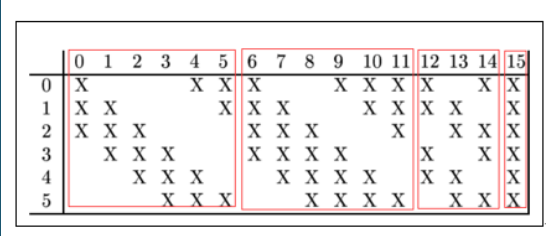 0 1 2 3 4 5 6 7 8 9 10 11 12 13 14 15
0 X X X X X X X X X X
1 X X X X X X X X X X
2 X X X X X X X X X X
3 X X X X X X X X X X
4 X X X X X X X X X X
5 X X X X X X X X X X